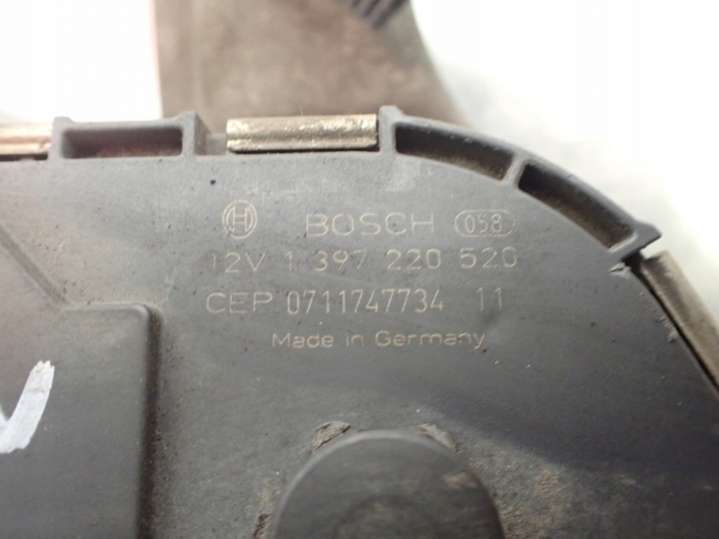 BOSCH 058
12V 1 397 220 520
CEP 0711747734 11
Made in Germany